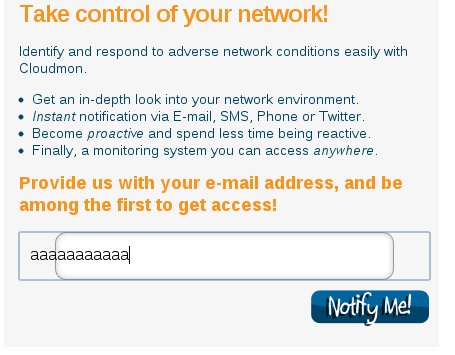 Take control of your network!
Identify and respond to adverse network conditions easily with
Cloudmon.
Get an in-depth look into your network environment.
Instant notification via E-mail, SMS, Phone or Twitter.
Become proactive and spend less time being reactive.
Finally, a monitoring system you can access anywhere.
Provide us with your e-mail address, and be
among the first to get access!
aaaaaaaaaaa
Notify Me!